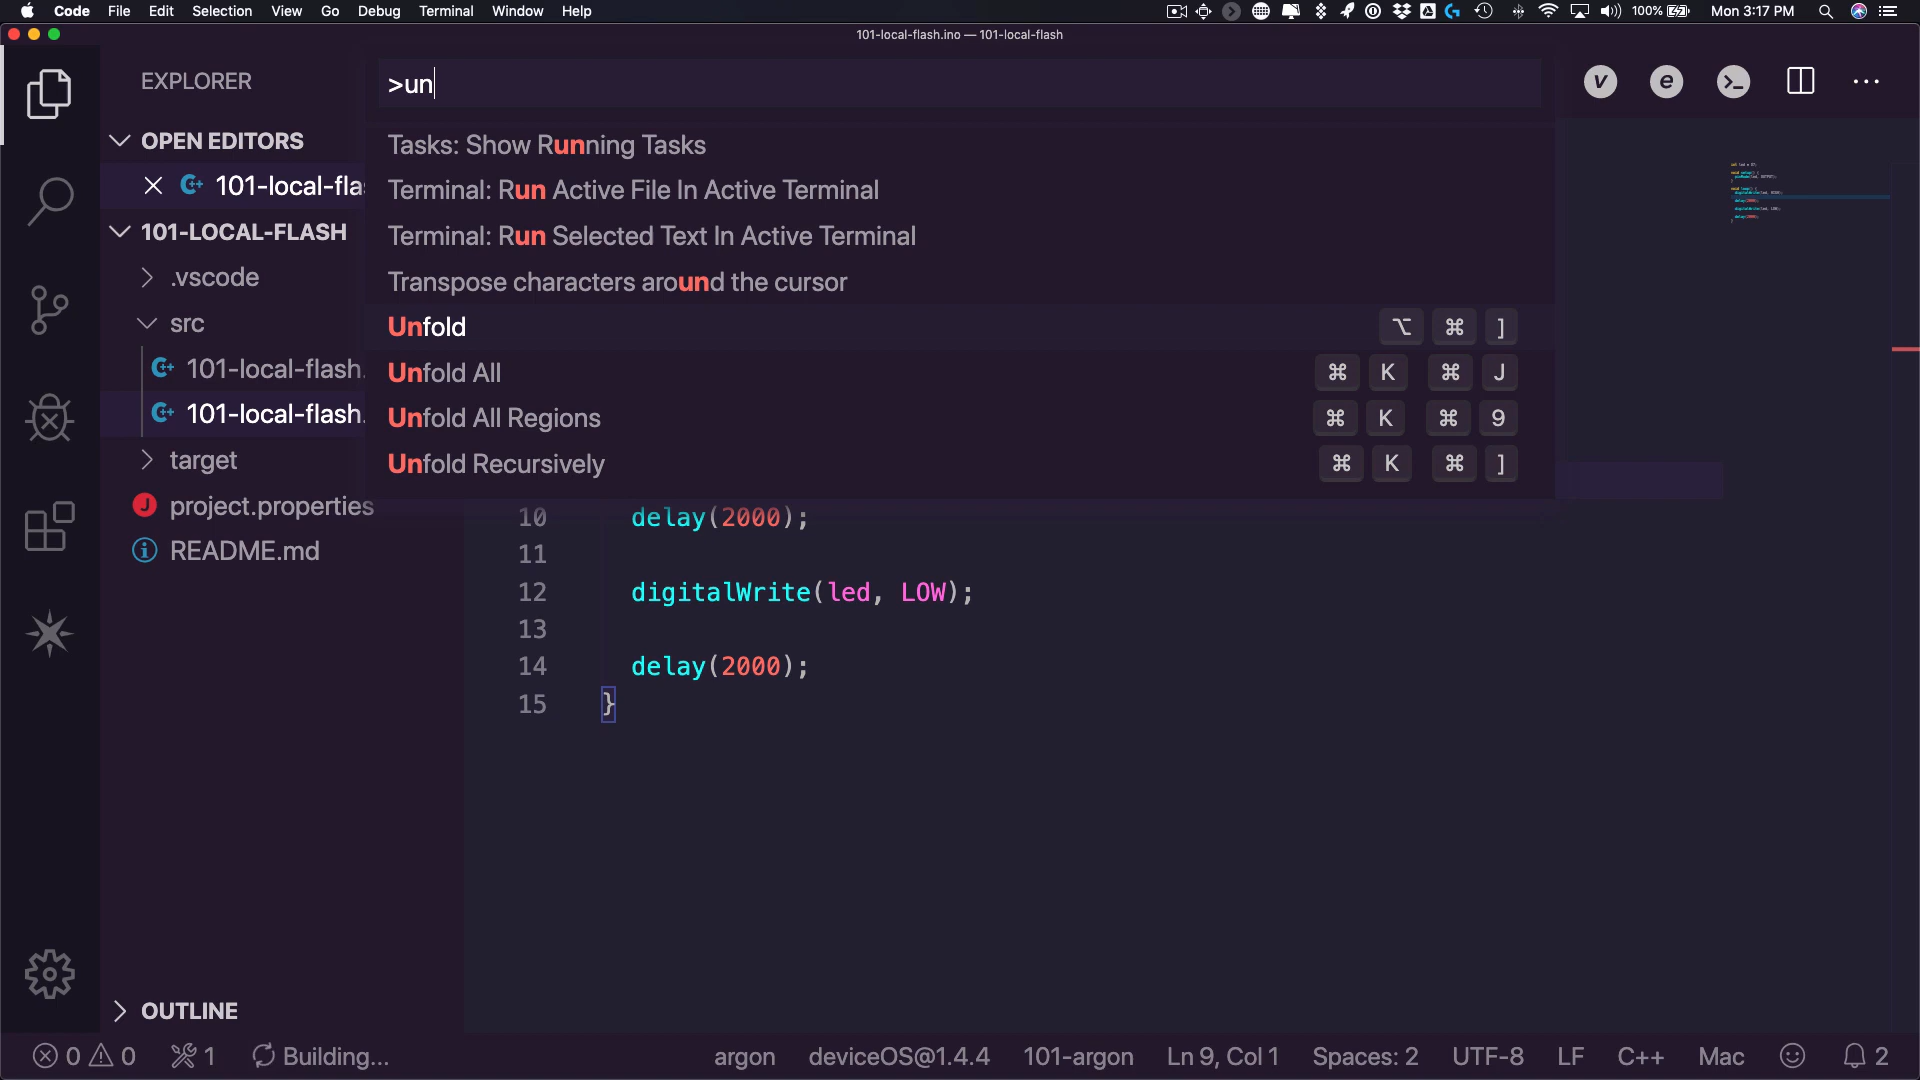 Code File Edit Selection View Go Debug Terminal Window Help 100% Mon 3:17 PM
101-local-flash.ino — 101-local-flash
EXPLORER
>un
OPEN EDITORS
101-local-fla
101-LOCAL-FLASH
.vscode
src
101-local-flash.
101-local-flash.
target
project.properties
README.md
OUTLINE
Tasks: Show Running Tasks
Terminal: Run Active File In Active Terminal
Terminal: Run Selected Text In Active Terminal
Transpose characters around the cursor
Unfold ⌥ ⌘ ]
Unfold All ⌘ K ⌘ J
Unfold All Regions ⌘ K ⌘ 9
Unfold Recursively ⌘ K ⌘ ]
v e
10 delay(2000);
11
12 digitalWrite(led, LOW);
13
14 delay(2000);
15 }
0 0 1 Building... argon deviceOS@1.4.4 101-argon Ln 9, Col 1 Spaces: 2 UTF-8 LF C++ Mac 2